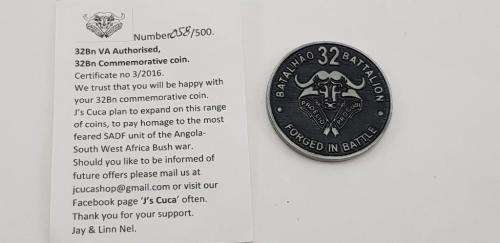 Number 058/500.
32Bn VA Authorised,
32Bn Commemorative coin.
Certificate no 3/2016.
We trust that you will be happy with
your 32Bn commemorative coin.
J's Cuca plan to expand on this range
of coins, to pay homage to the most
feared SADF unit of the Angola-
South West Africa Bush war.
Should you like to be informed of
future offers please mail us at
jcucashop@gmail.com or visit our
Facebook page 'J's Cuca' often.
Thank you for your support.
Jay & Linn Nel.
BATALHÃO 32 BATTALION
FORGED IN BATTLE